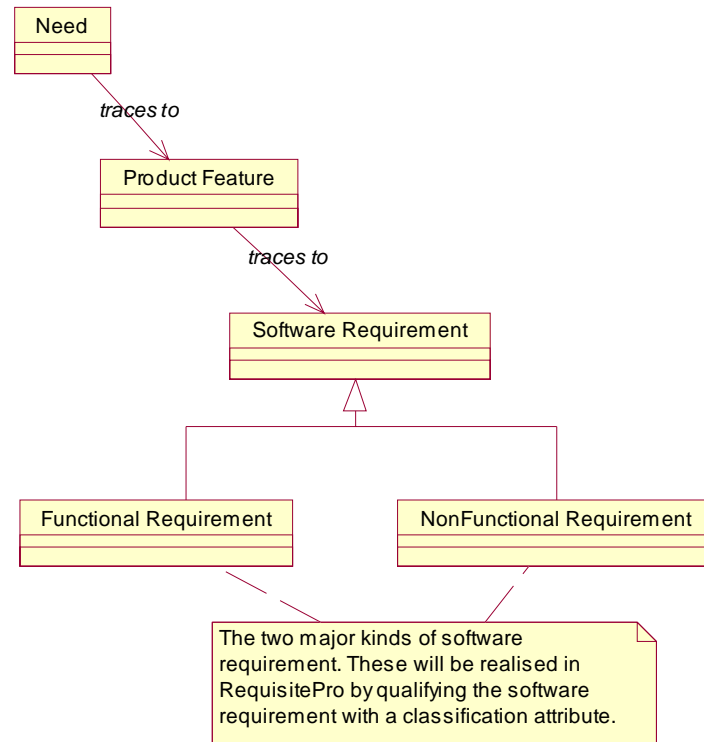 Need
traces to
Product Feature
traces to
Software Requirement
Functional Requirement
NonFunctional Requirement
The two major kinds of software
requirement. These will be realised in
RequisitePro by qualifying the software
requirement with a classification attribute.